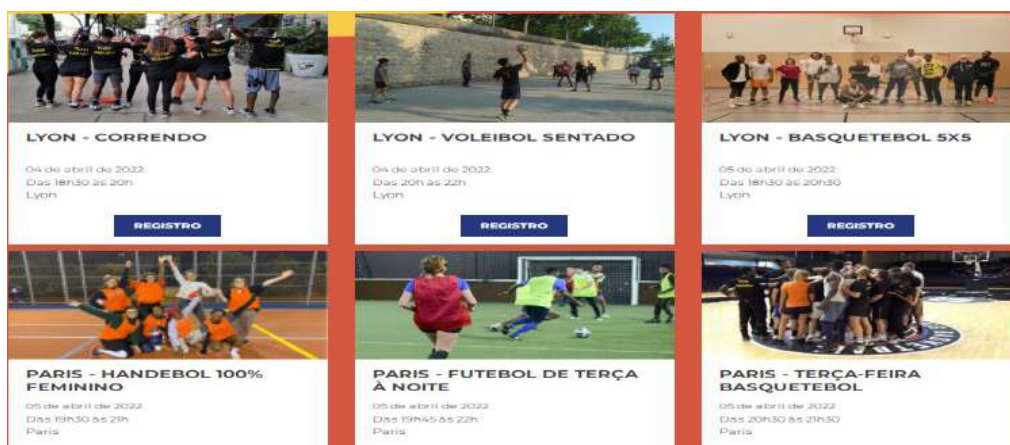 LYON - CORRENDO
04 de abril de 2022
Das 18h30 às 20h
Lyon
REGISTRO
LYON - VOLEIBOL SENTADO
04 de abril de 2022
Das 20h às 22h
Lyon
REGISTRO
LYON - BASQUETEBOL 5X5
05 de abril de 2022
Das 18h30 às 20h30
Lyon
REGISTRO
PARIS - HANDEBOL 100%
FEMININO
05 de abril de 2022
Das 19h30 às 21h
Paris
PARIS - FUTEBOL DE TERÇA
À NOITE
05 de abril de 2022
Das 19h45 às 22h
Paris
PARIS - TERÇA-FEIRA
BASQUETEBOL
05 de abril de 2022
Das 20h30 às 21h30
Paris